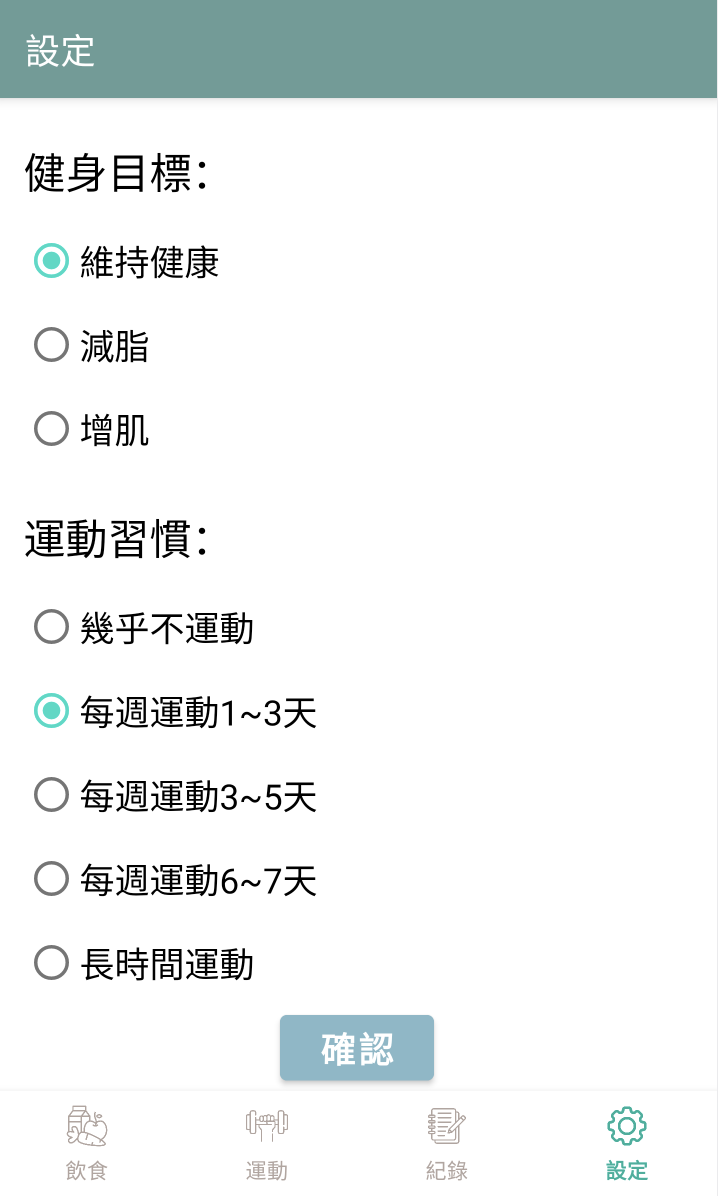 設定
健身目標：
維持健康
減脂
增肌
運動習慣：
幾乎不運動
每週運動1~3天
每週運動3~5天
每週運動6~7天
長時間運動
確認
飲食
運動
紀錄
設定